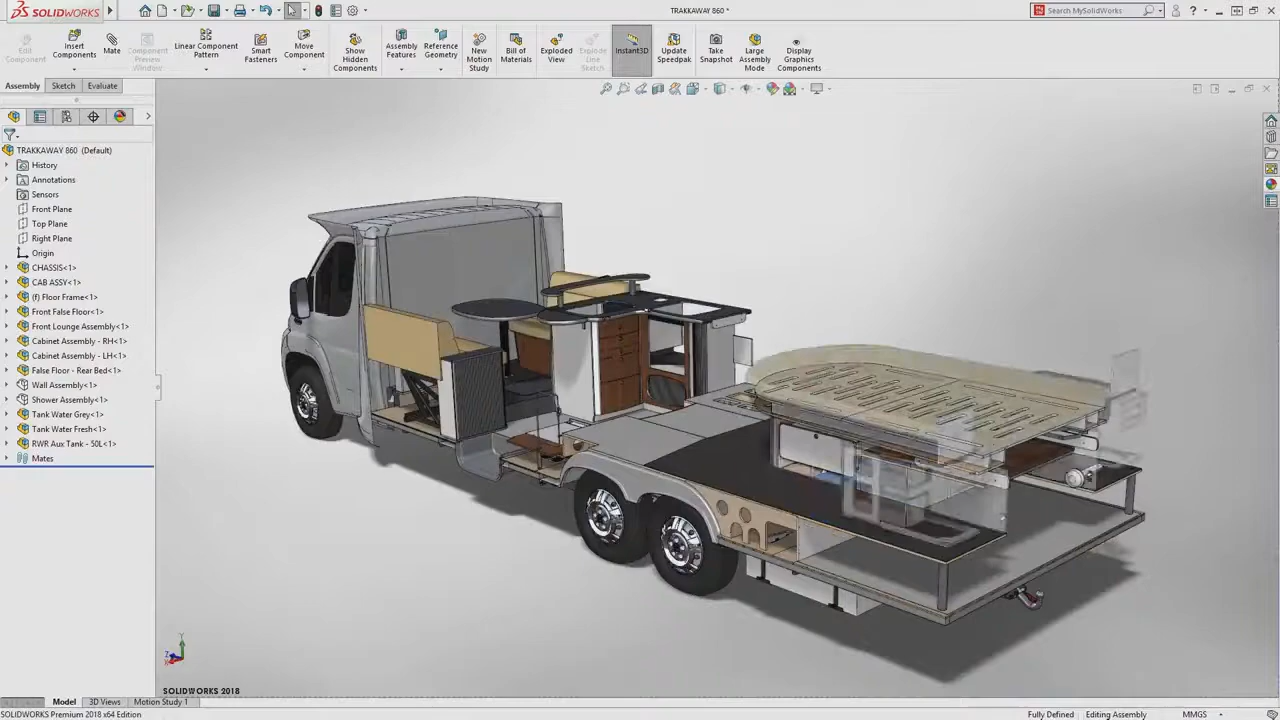 SOLIDWORKS
TRAKKAWAY 860 *
Search MySolidWorks
?
Edit Component
Insert Components
Mate
Component Preview Window
Linear Component Pattern
Smart Fasteners
Move Component
Show Hidden Components
Assembly Features
Reference Geometry
New Motion Study
Bill of Materials
Exploded View
Explode Line Sketch
Instant3D
Update Speedpak
Take Snapshot
Large Assembly Mode
Display Graphics Components
Assembly
Sketch
Evaluate
TRAKKAWAY 860 (Default)
History
Annotations
Sensors
Front Plane
Top Plane
Right Plane
Origin
CHASSIS<1>
CAB ASSY<1>
(f) Floor Frame<1>
Front False Floor<1>
Front Lounge Assembly<1>
Cabinet Assembly - RH<1>
Cabinet Assembly - LH<1>
False Floor - Rear Bed<1>
Wall Assembly<1>
Shower Assembly<1>
Tank Water Grey<1>
Tank Water Fresh<1>
RWR Aux Tank - 50L<1>
Mates
Y
Z
X
SOLIDWORKS 2018
Model
3D Views
Motion Study 1
SOLIDWORKS Premium 2018 x64 Edition
Fully Defined
Editing Assembly
MMGS